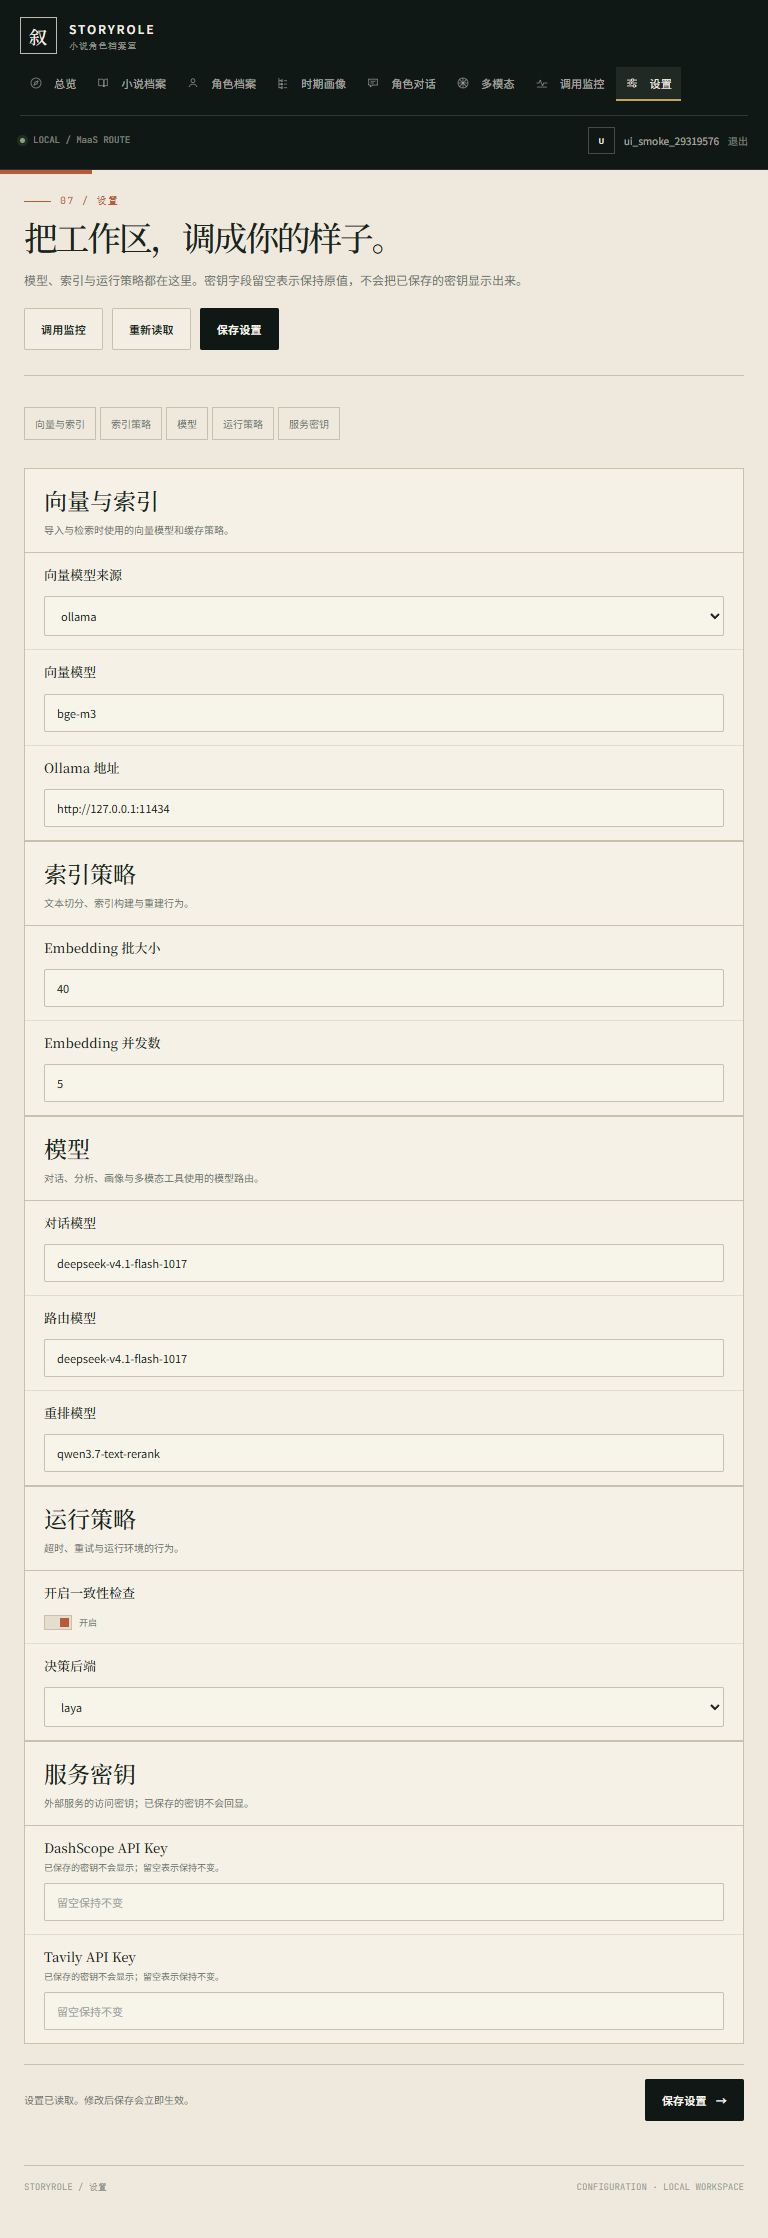 叙
STORYROLE
小说角色档案室
总览 小说档案 角色档案 时期画像 角色对话 多模态 调用监控 设置
LOCAL / MaaS ROUTE
U ui_smoke_29319576 退出
07 / 设置
把工作区，调成你的样子。
模型、索引与运行策略都在这里。密钥字段留空表示保持原值，不会把已保存的密钥显示出来。
调用监控 重新读取 保存设置
向量与索引 索引策略 模型 运行策略 服务密钥
向量与索引
导入与检索时使用的向量模型和缓存策略。
向量模型来源
ollama
向量模型
bge-m3
Ollama 地址
http://127.0.0.1:11434
索引策略
文本切分、索引构建与重建行为。
Embedding 批大小
40
Embedding 并发数
5
模型
对话、分析、画像与多模态工具使用的模型路由。
对话模型
deepseek-v4.1-flash-1017
路由模型
deepseek-v4.1-flash-1017
重排模型
qwen3.7-text-rerank
运行策略
超时、重试与运行环境的行为。
开启一致性检查
开启
决策后端
laya
服务密钥
外部服务的访问密钥；已保存的密钥不会回显。
DashScope API Key
已保存的密钥不会显示；留空表示保持不变。
留空保持不变
Tavily API Key
已保存的密钥不会显示；留空表示保持不变。
留空保持不变
设置已读取。修改后保存会立即生效。
保存设置 →
STORYROLE / 设置
CONFIGURATION · LOCAL WORKSPACE